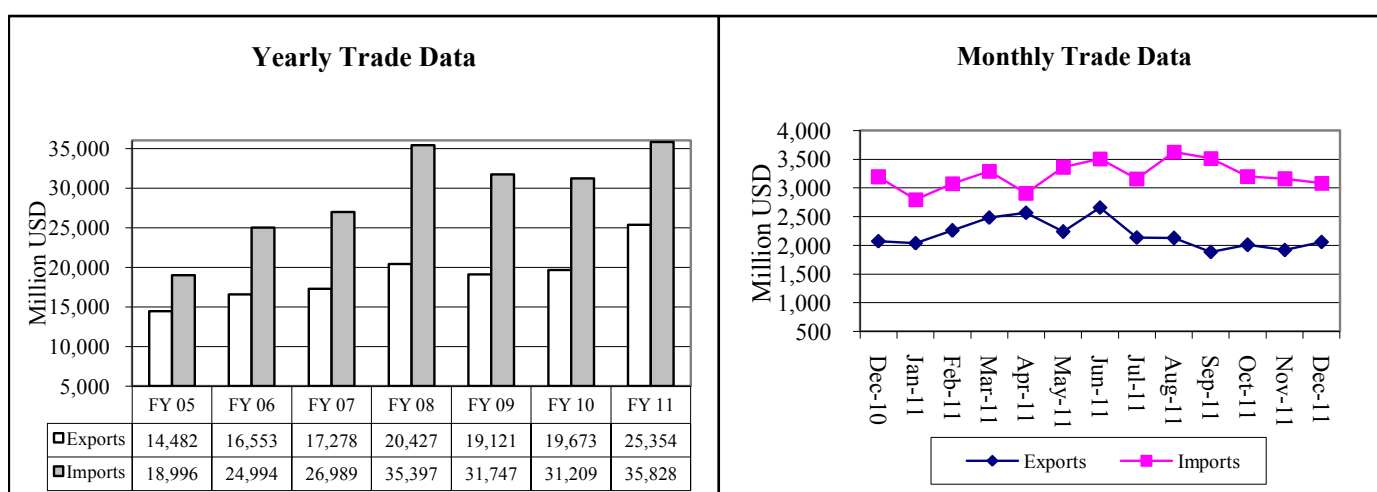 Yearly Trade Data
Million USD
35,000
30,000
25,000
20,000
15,000
10,000
5,000
FY 05 FY 06 FY 07 FY 08 FY 09 FY 10 FY 11
Exports 14,482 16,553 17,278 20,427 19,121 19,673 25,354
Imports 18,996 24,994 26,989 35,397 31,747 31,209 35,828
Monthly Trade Data
Million USD
4,000
3,500
3,000
2,500
2,000
1,500
1,000
500
Dec-10
Jan-11
Feb-11
Mar-11
Apr-11
May-11
Jun-11
Jul-11
Aug-11
Sep-11
Oct-11
Nov-11
Dec-11
Exports Imports